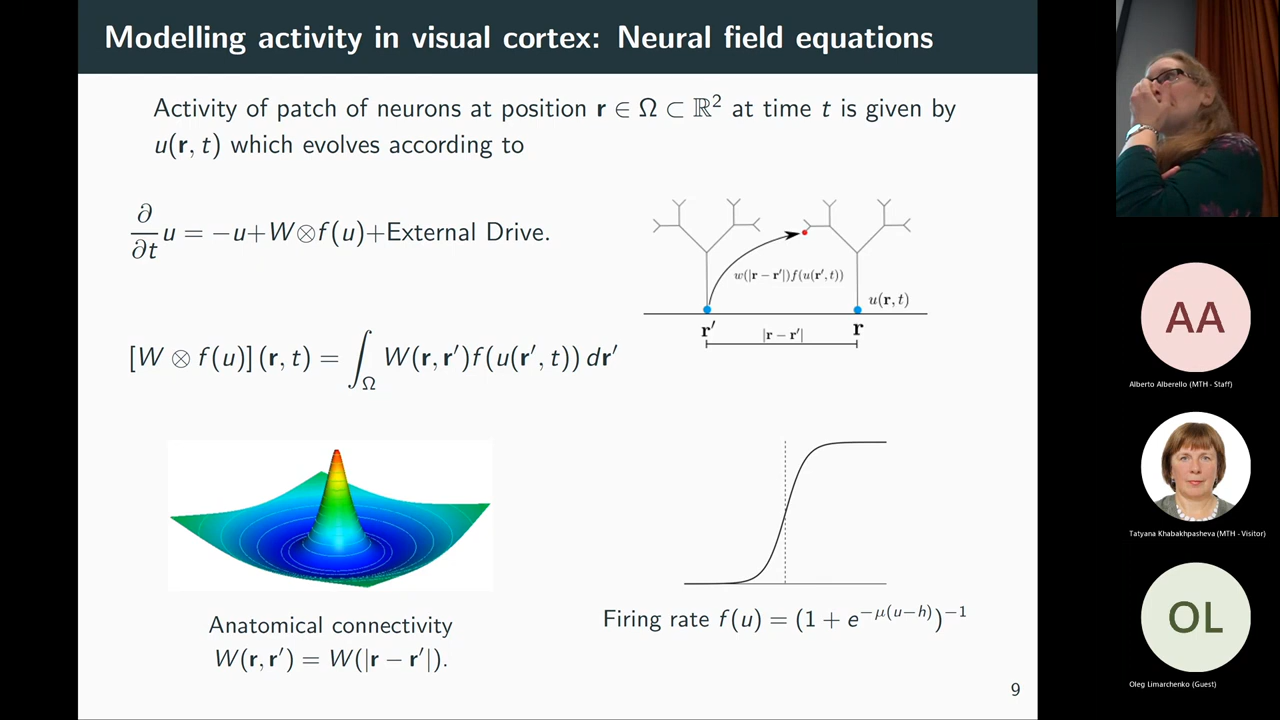 Modelling activity in visual cortex: Neural field equations
Activity of patch of neurons at position r ∈ Ω ⊂ ℝ² at time t is given by
u(r, t) which evolves according to
∂/∂t u = −u+W⊗f(u)+External Drive.
w(|r − r′|)f(u(r′, t))
u(r, t)
r′
|r − r′|
r
[W ⊗ f(u)] (r, t) = ∫_Ω W(r, r′)f(u(r′, t)) dr′
Anatomical connectivity
W(r, r′) = W(|r − r′|).
Firing rate f(u) = (1 + e^{−μ(u−h)})^{−1}
9
AA
Alberto Alberello (MTH - Staff)
Tatyana Khabakhpasheva (MTH - Visitor)
OL
Oleg Limarchenko (Guest)